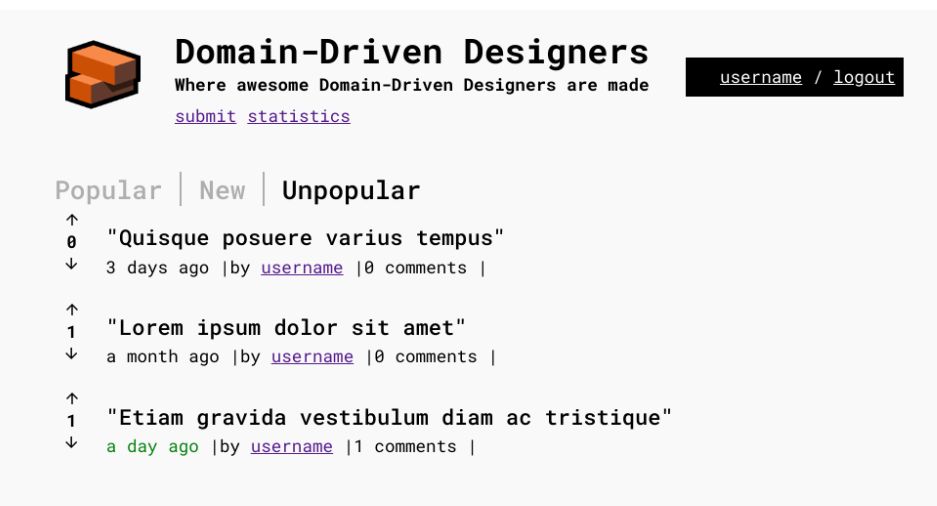 Domain-Driven Designers
Where awesome Domain-Driven Designers are made
submit statistics
username / logout
Popular | New | Unpopular
0
"Quisque posuere varius tempus"
3 days ago |by username |0 comments |
1
"Lorem ipsum dolor sit amet"
a month ago |by username |0 comments |
1
"Etiam gravida vestibulum diam ac tristique"
a day ago |by username |1 comments |